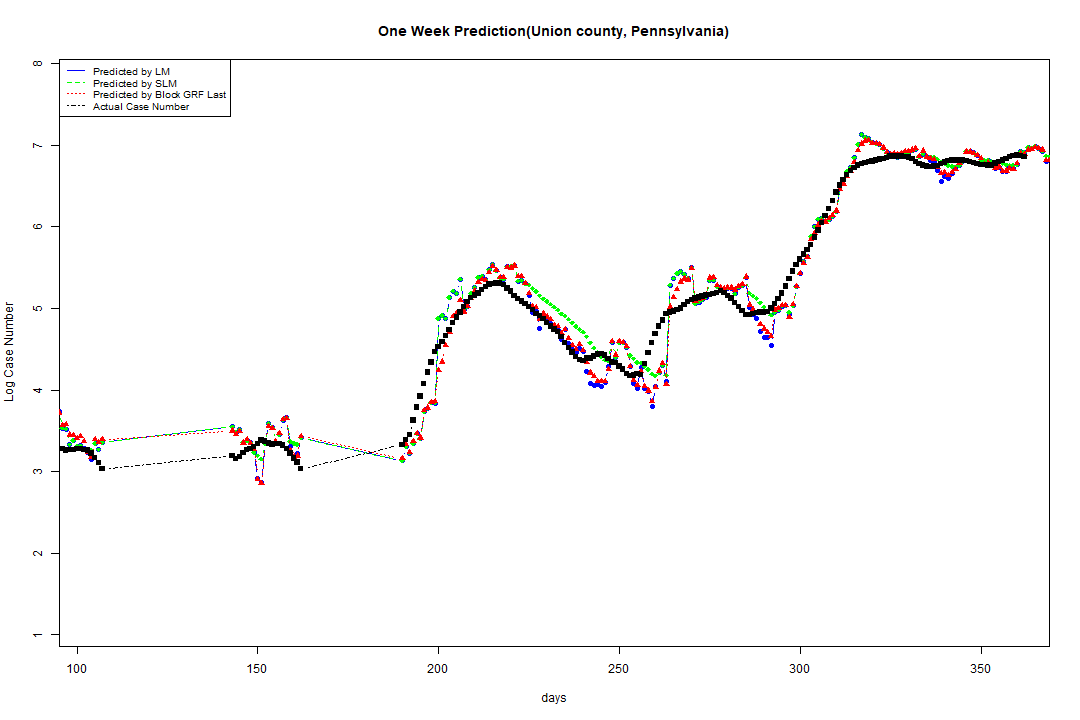 One Week Prediction(Union county, Pennsylvania)
Predicted by LM
Predicted by SLM
Predicted by Block GRF Last
Actual Case Number
8
7
6
5
4
3
2
1
Log Case Number
100 150 200 250 300 350
days